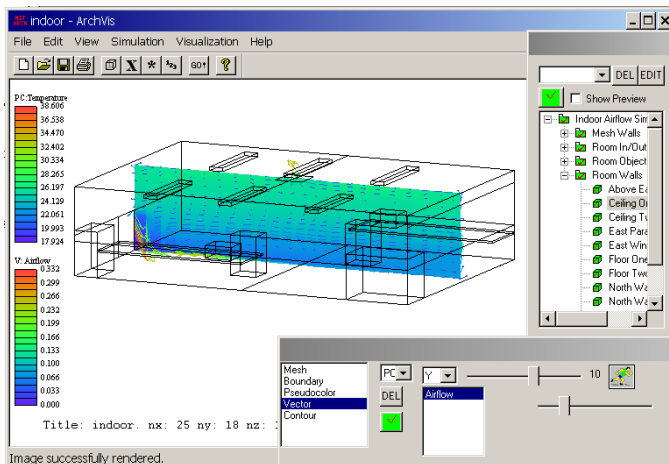 indoor - ArchVis
File Edit View Simulation Visualization Help
DEL EDIT
Show Preview
Indoor Airflow Sim
Mesh Walls
Room In/Out
Room Object
Room Walls
Above Ea
Ceiling On
Ceiling Tw
East Para
East Win
Floor One
Floor Two
North Wa
North Wa
PC:Temperature
38.606
36.538
34.470
32.402
30.334
28.265
26.197
24.129
22.061
19.993
17.924
V: Airflow
0.332
0.299
0.266
0.232
0.199
0.166
0.133
0.100
0.066
0.033
0.000
Title: indoor. nx: 25 ny: 18 nz:
Image successfully rendered.
Mesh
Boundary
Pseudocolor
Vector
Contour
PC
DEL
Y
Airflow
10